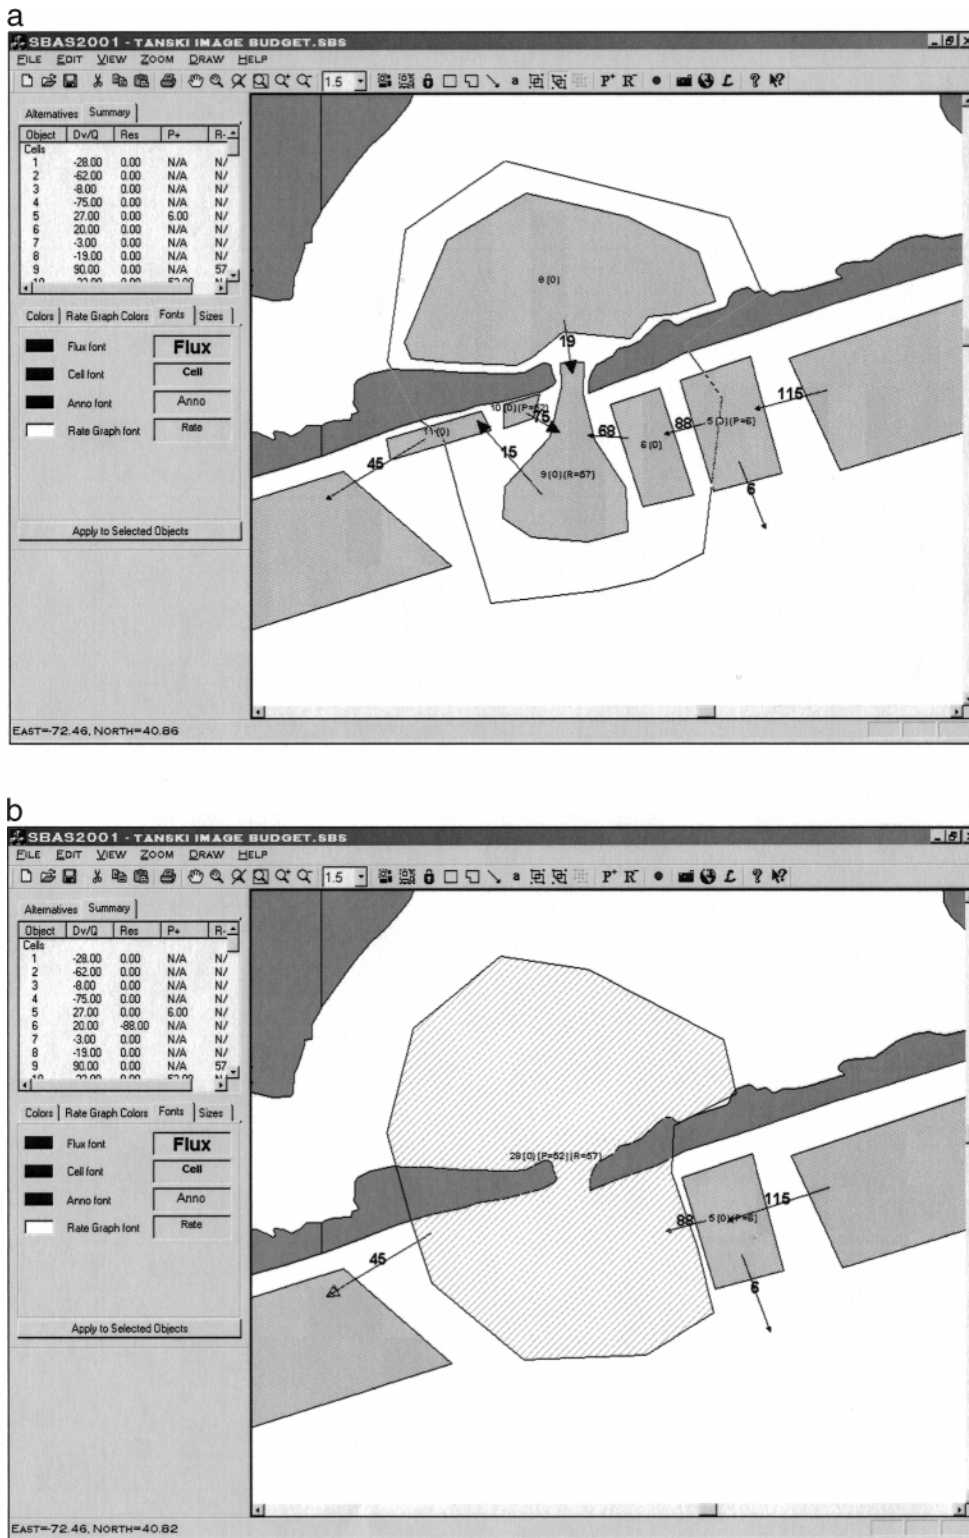 a
SBAS2001 - TANSKI IMAGE BUDGET.SBS
FILE EDIT VIEW ZOOM DRAW HELP
1.5 a P+ R- £ ?
Alternatives Summary
Object Dv/Q Res P+ R-
Cells
1 -28.00 0.00 N/A N/
2 -62.00 0.00 N/A N/
3 -8.00 0.00 N/A N/
4 -75.00 0.00 N/A N/
5 27.00 0.00 6.00 N/
6 20.00 0.00 N/A N/
7 -3.00 0.00 N/A N/
8 -19.00 0.00 N/A N/
9 90.00 0.00 N/A 57
Colors Rate Graph Colors Fonts Sizes
Flux font Flux
Cell font Cell
Anno font Anno
Rate Graph font Rate
Apply to Selected Objects
8 (0)
19
115
10 (0)(P=52)
75
11 (0)
68
88
5 (0)(P=6)
6 (0)
45
15
9 (0)(R=57)
6
EAST=-72.46, NORTH=40.86
b
SBAS2001 - TANSKI IMAGE BUDGET.SBS
FILE EDIT VIEW ZOOM DRAW HELP
1.5 a P+ R- £ ?
Alternatives Summary
Object Dv/Q Res P+ R-
Cells
1 -28.00 0.00 N/A N/
2 -62.00 0.00 N/A N/
3 -8.00 0.00 N/A N/
4 -75.00 0.00 N/A N/
5 27.00 0.00 6.00 N/
6 20.00 -88.00 N/A N/
7 -3.00 0.00 N/A N/
8 -19.00 0.00 N/A N/
9 90.00 0.00 N/A 57
Colors Rate Graph Colors Fonts Sizes
Flux font Flux
Cell font Cell
Anno font Anno
Rate Graph font Rate
Apply to Selected Objects
28 (0)(P=52)(R=57)
115
88
5 (0)(P=6)
45
6
EAST=-72.46, NORTH=40.82